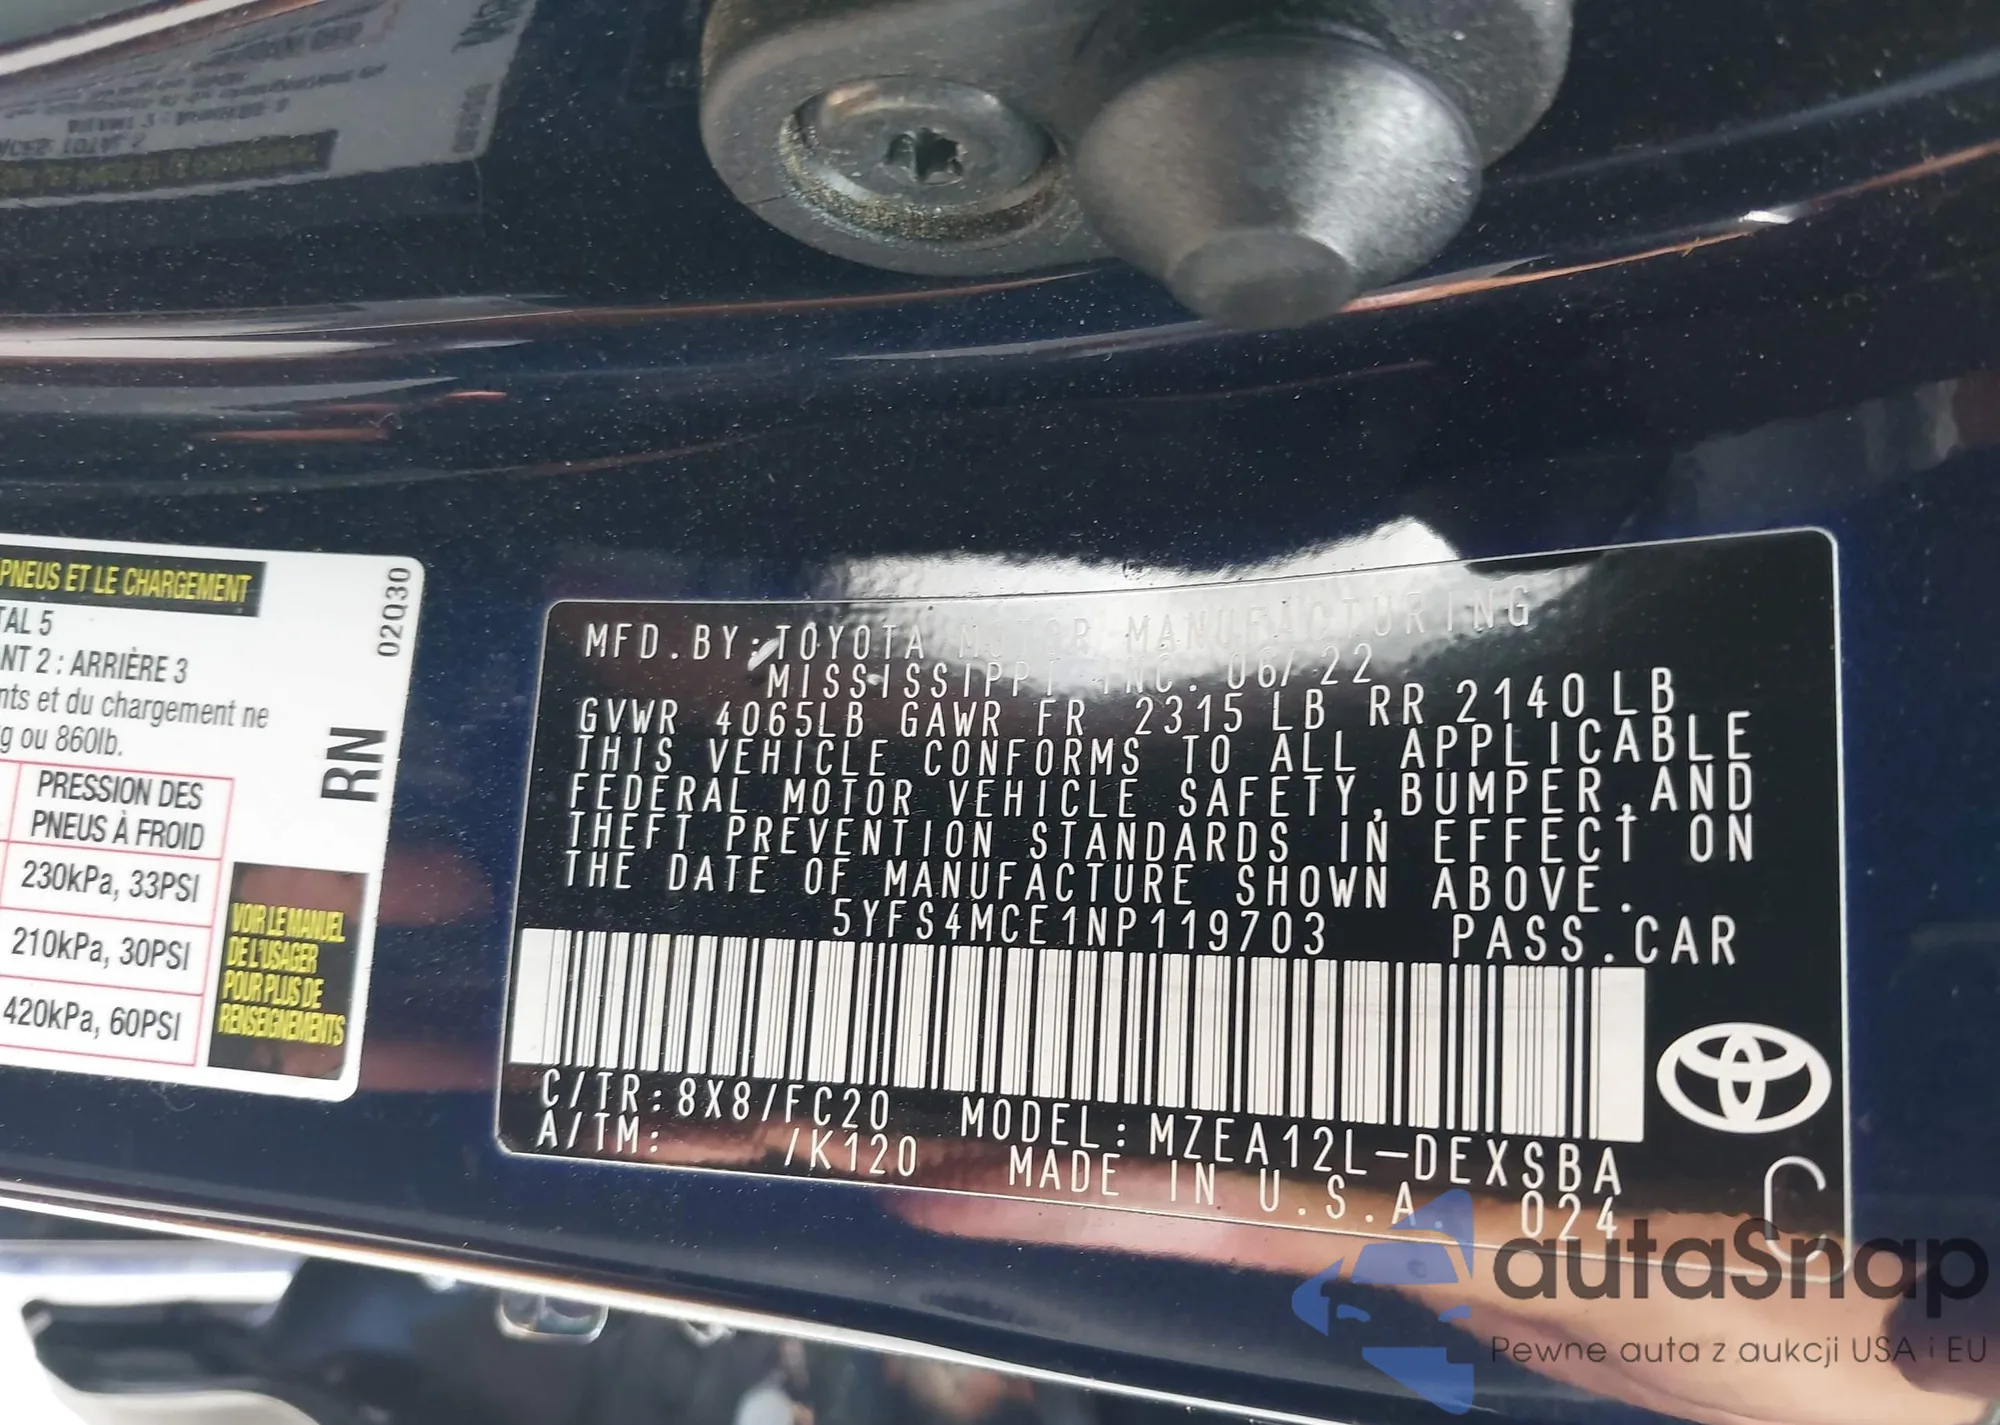 PNEUS ET LE CHARGEMENT
TAL 5
NT 2 : ARRIÈRE 3
nts et du chargement ne
g ou 860lb.
PRESSION DES
PNEUS À FROID
230kPa, 33PSI
210kPa, 30PSI
420kPa, 60PSI
VOIR LE MANUEL
DE L'USAGER
POUR PLUS DE
RENSEIGNEMENTS
02Q30
RN
MFD.BY:TOYOTA MOTOR MANUFACTURING
MISSISSIPPI INC. 06/22
GVWR 4065LB GAWR FR 2315LB RR 2140LB
THIS VEHICLE CONFORMS TO ALL APPLICABLE
FEDERAL MOTOR VEHICLE SAFETY,BUMPER,AND
THEFT PREVENTION STANDARDS IN EFFECT ON
THE DATE OF MANUFACTURE SHOWN ABOVE.
5YFS4MCE1NP119703 PASS.CAR
C/TR:8X8/FC20 MODEL:MZEA12L-DEXSBA
A/TM: /K120 MADE IN U.S.A 024
autaSnap
Pewne auta z aukcji USA i EU